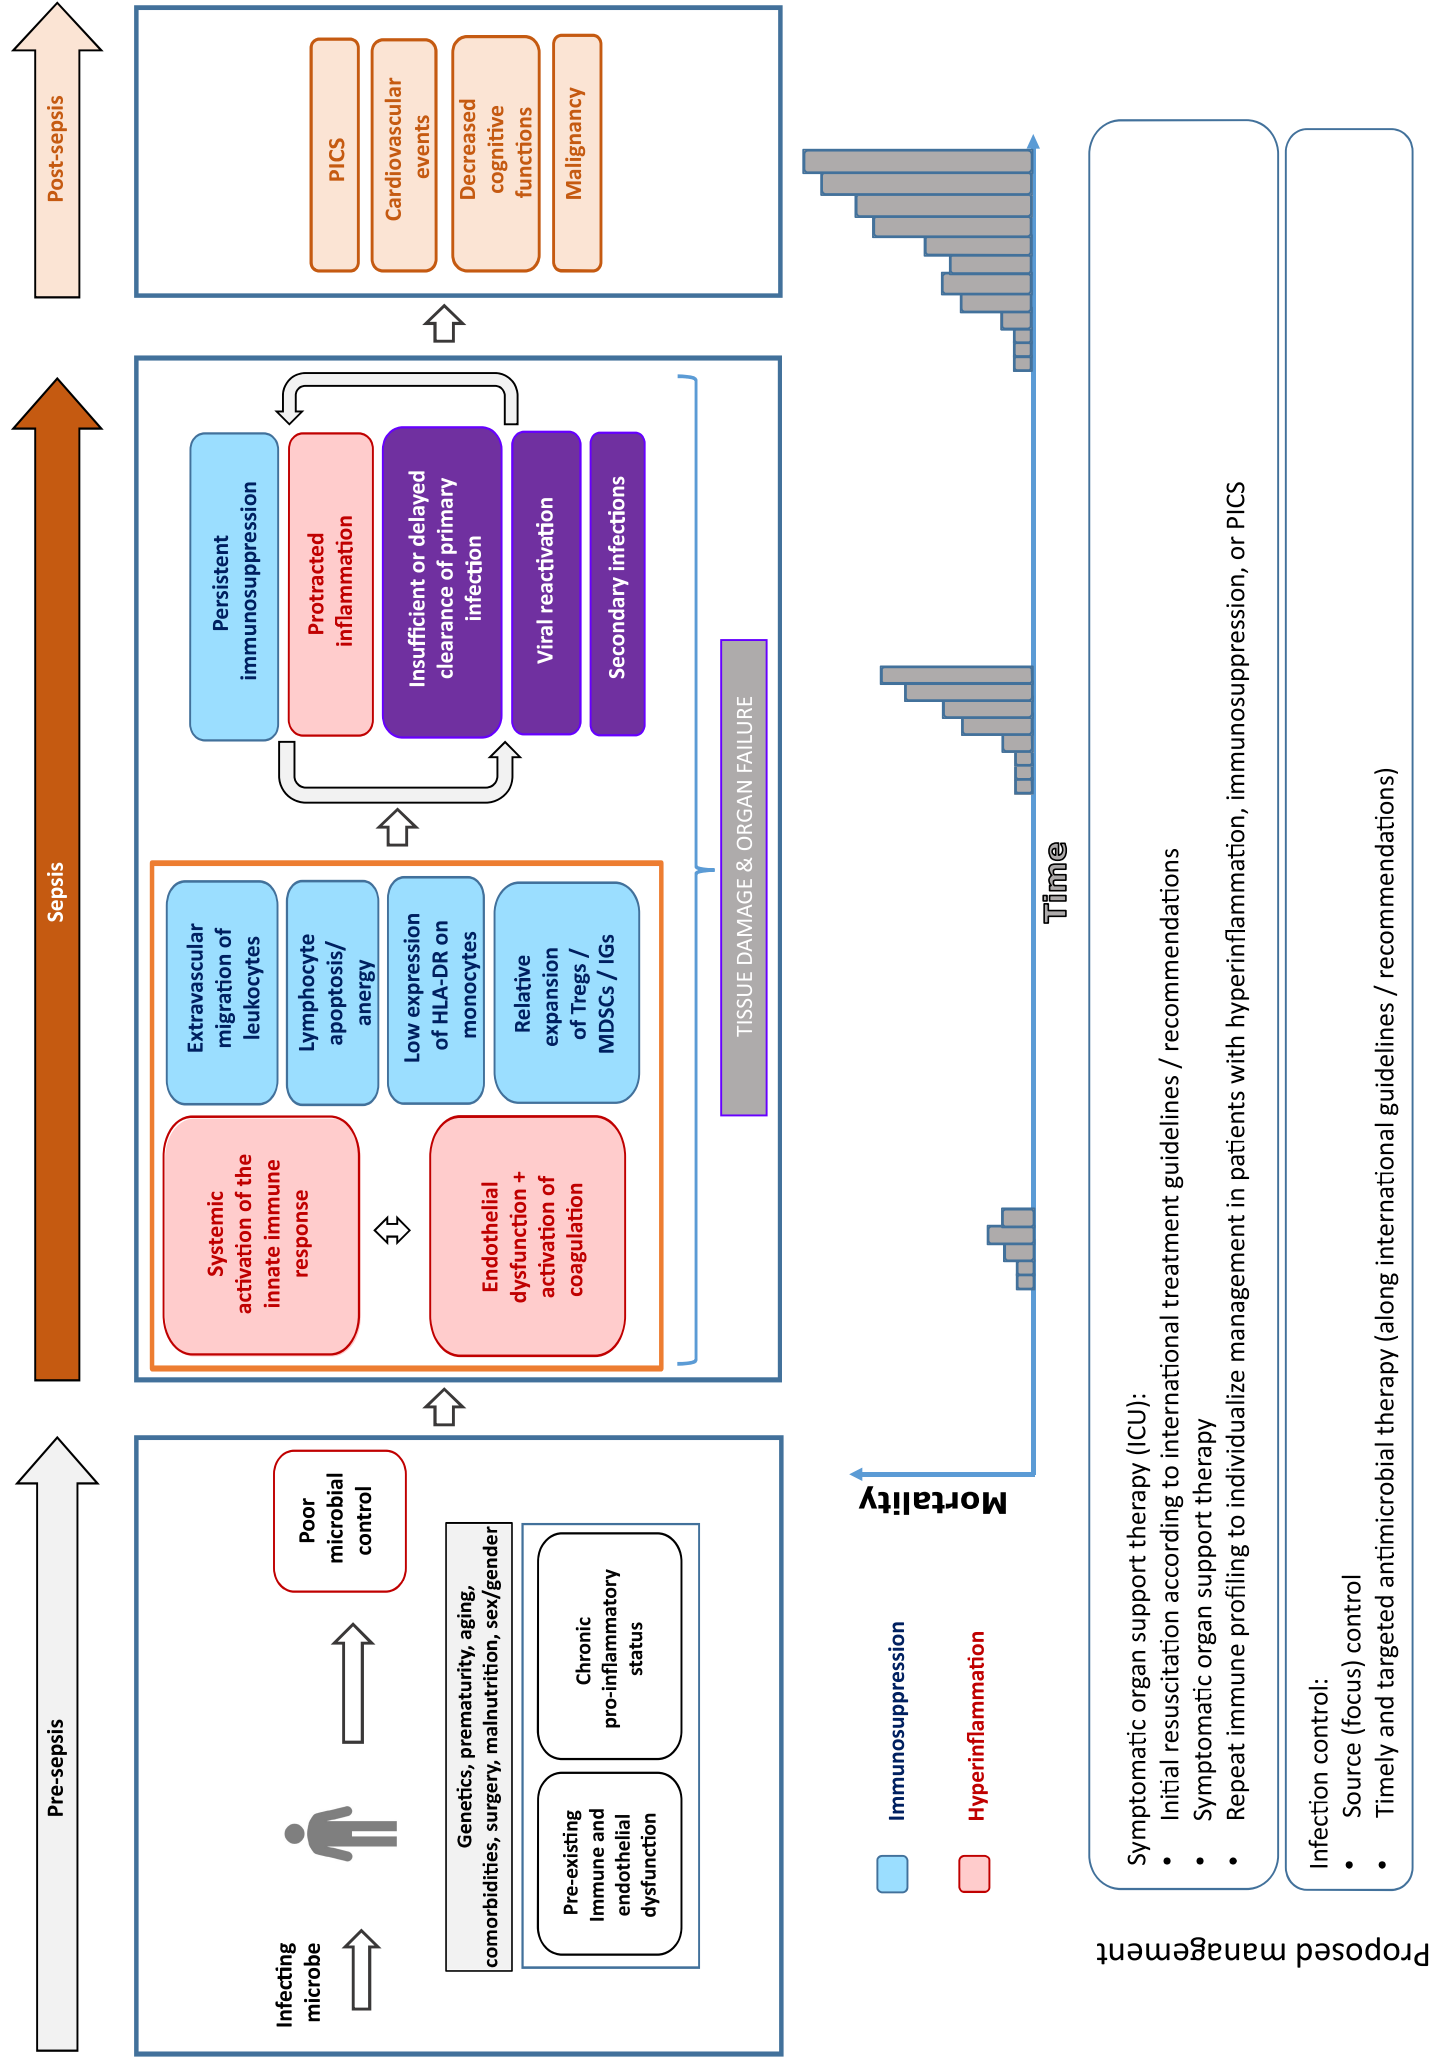 Pre-sepsis
Sepsis
Post-sepsis
Infecting
microbe
Poor
microbial
control
Genetics, prematurity, aging,
comorbidities, surgery, malnutrition, sex/gender
Pre-existing
Immune and
endothelial
dysfunction
Chronic
pro-inflammatory
status
Systemic
activation of the
innate immune
response
Endothelial
dysfunction +
activation of
coagulation
Extravascular
migration of
leukocytes
Lymphocyte
apoptosis/
anergy
Low expression
of HLA-DR on
monocytes
Relative
expansion
of Tregs /
MDSCs / IGs
Persistent
immunosuppression
Protracted
inflammation
Insufficient or delayed
clearance of primary
infection
Viral reactivation
Secondary infections
TISSUE DAMAGE & ORGAN FAILURE
PICS
Cardiovascular
events
Decreased
cognitive
functions
Malignancy
Immunosuppression
Hyperinflammation
Mortality
Time
Proposed management
Symptomatic organ support therapy (ICU):
• Initial resuscitation according to international treatment guidelines / recommendations
• Symptomatic organ support therapy
• Repeat immune profiling to individualize management in patients with hyperinflammation, immunosuppression, or PICS
Infection control:
• Source (focus) control
• Timely and targeted antimicrobial therapy (along international guidelines / recommendations)